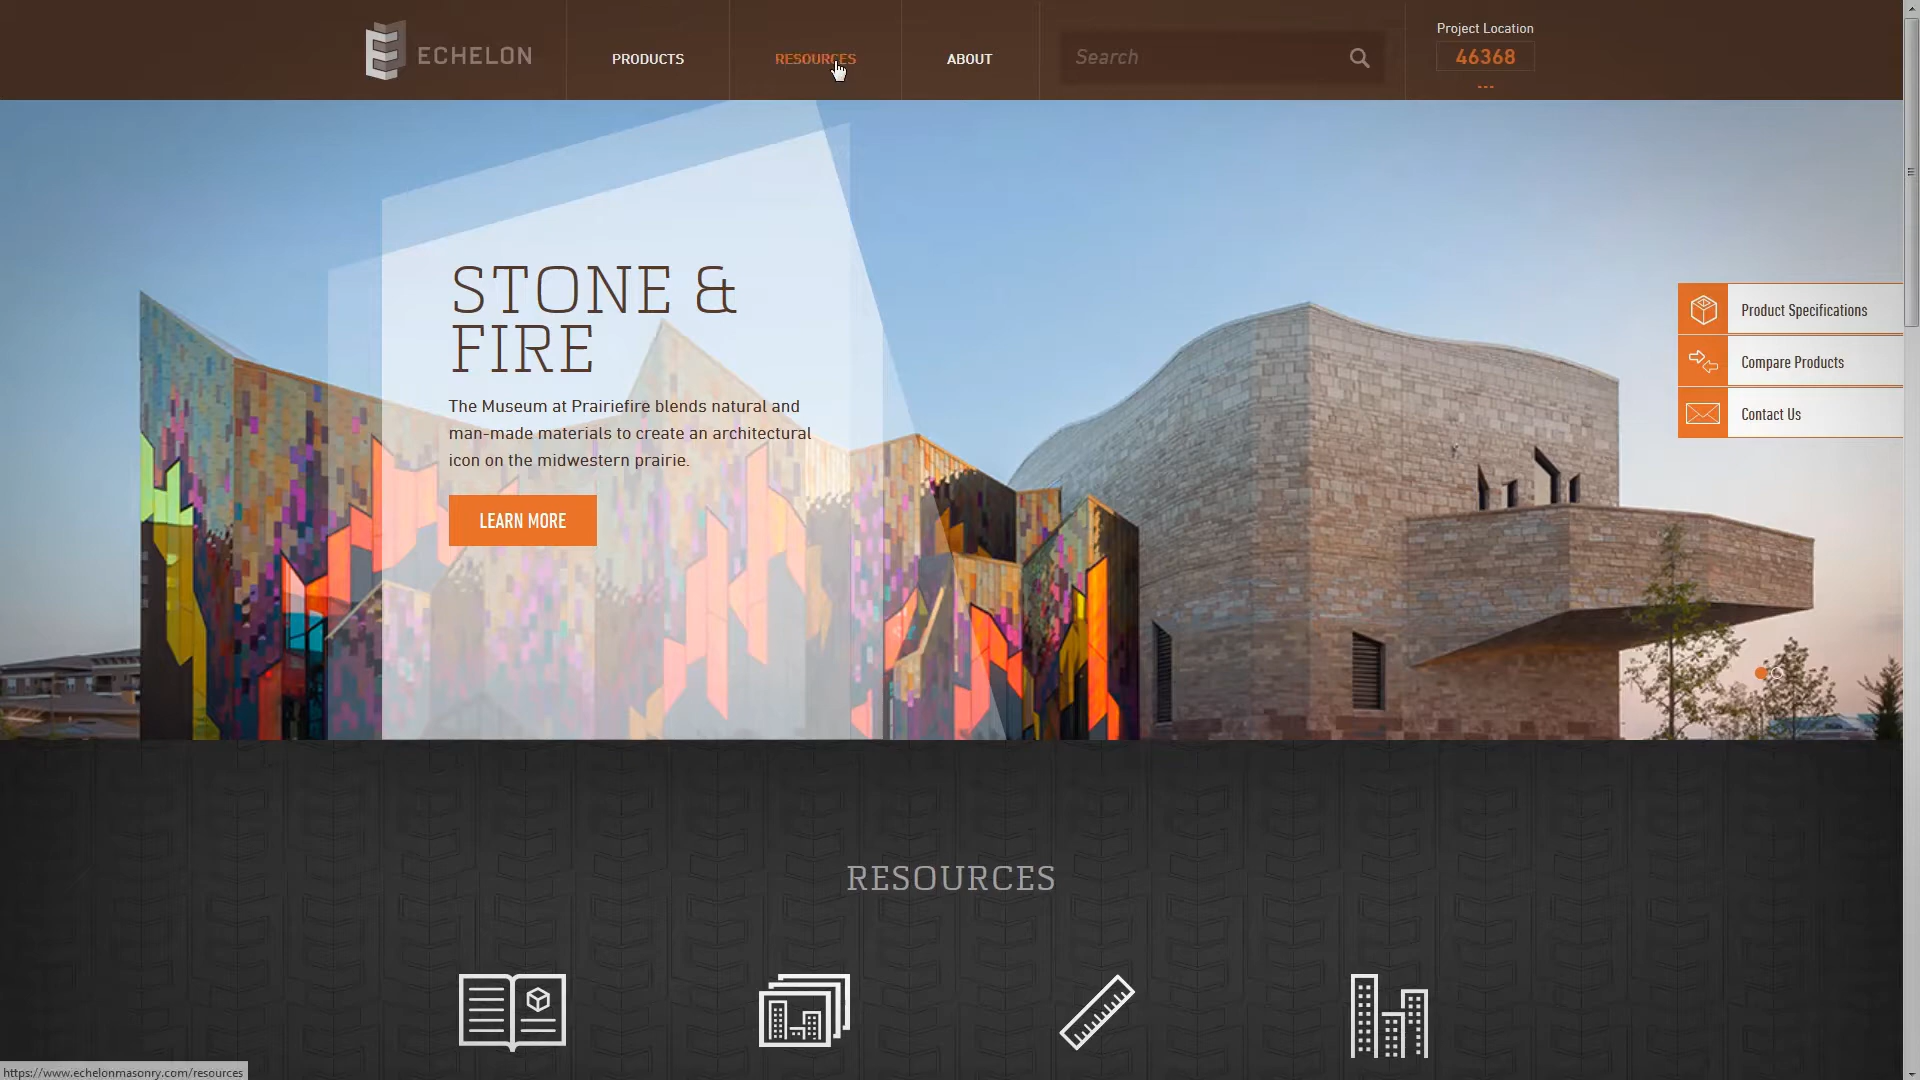 ECHELON
PRODUCTS
RESOURCES
ABOUT
Search
Project Location
46368
---
STONE &
FIRE
The Museum at Prairiefire blends natural and
man-made materials to create an architectural
icon on the midwestern prairie.
LEARN MORE
Product Specifications
Compare Products
Contact Us
RESOURCES
https://www.echelonmasonry.com/resources